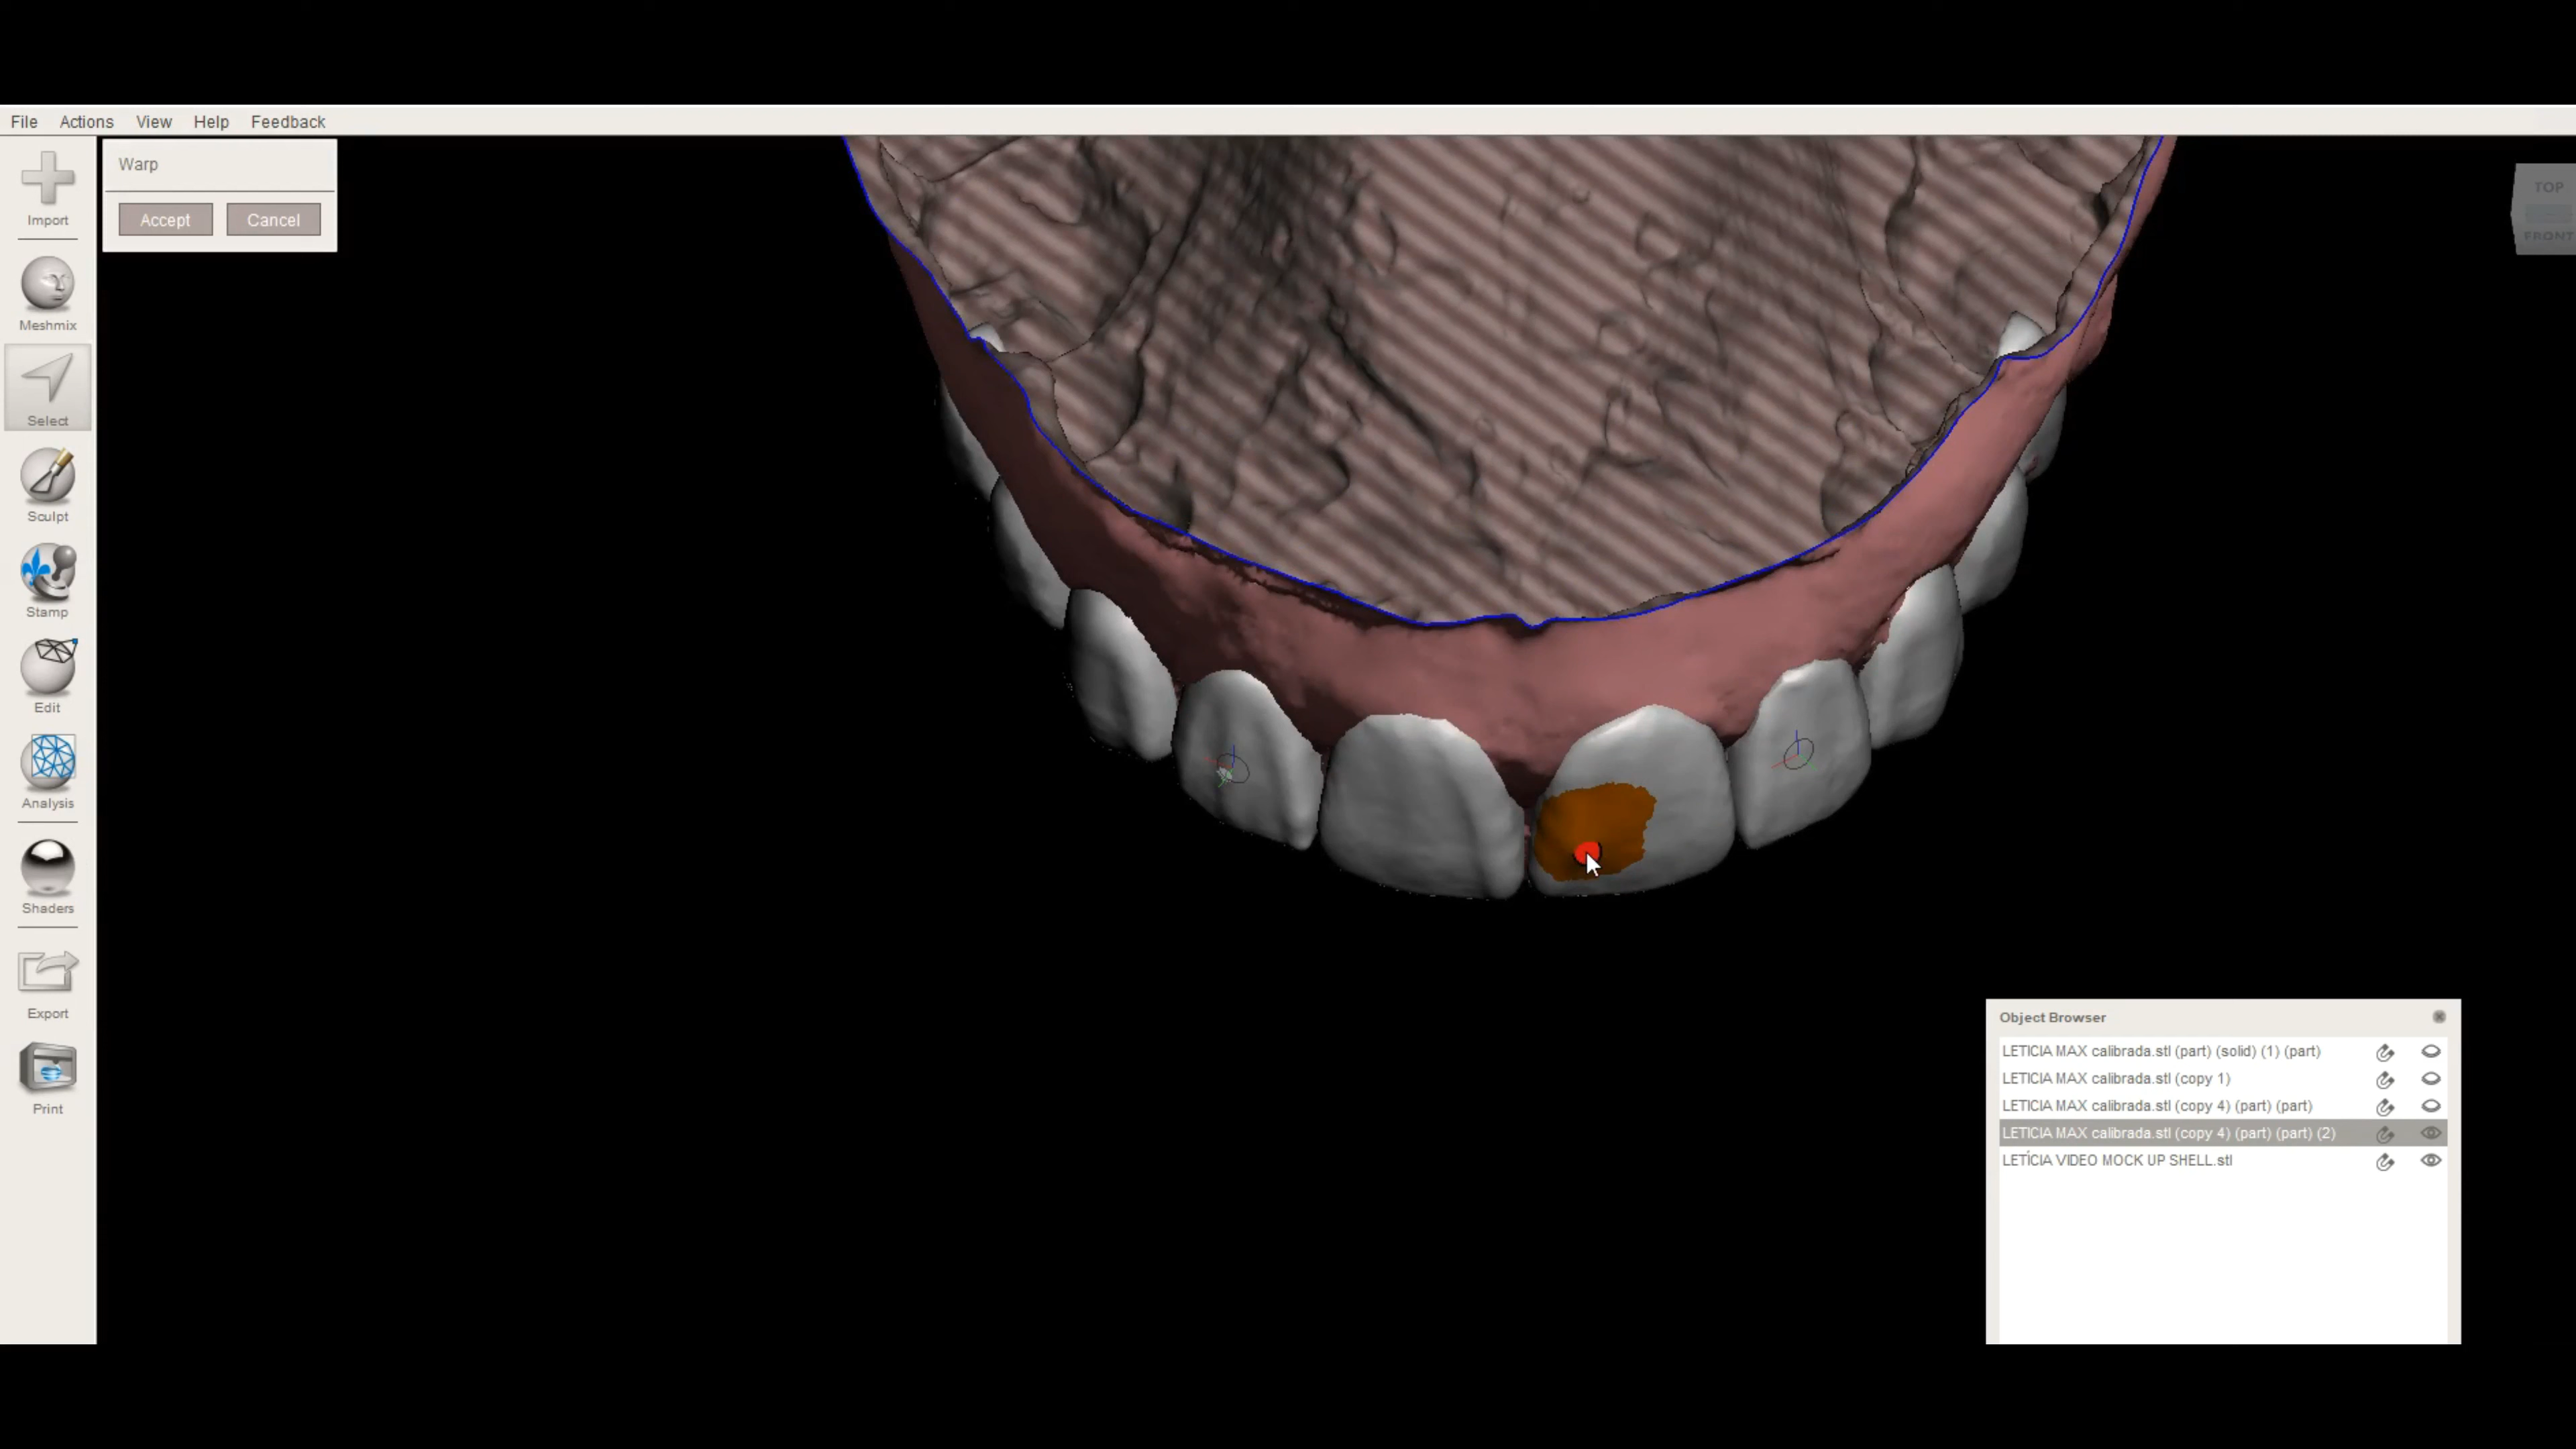 File Actions View Help Feedback
Warp
Accept Cancel
Import
Meshmix
Select
Sculpt
Stamp
Edit
Analysis
Shaders
Export
Print
TOP
FRONT
Object Browser
LETICIA MAX calibrada.stl (part) (solid) (1) (part)
LETICIA MAX calibrada.stl (copy 1)
LETICIA MAX calibrada.stl (copy 4) (part) (part)
LETICIA MAX calibrada.stl (copy 4) (part) (part) (2)
LETÍCIA VIDEO MOCK UP SHELL.stl